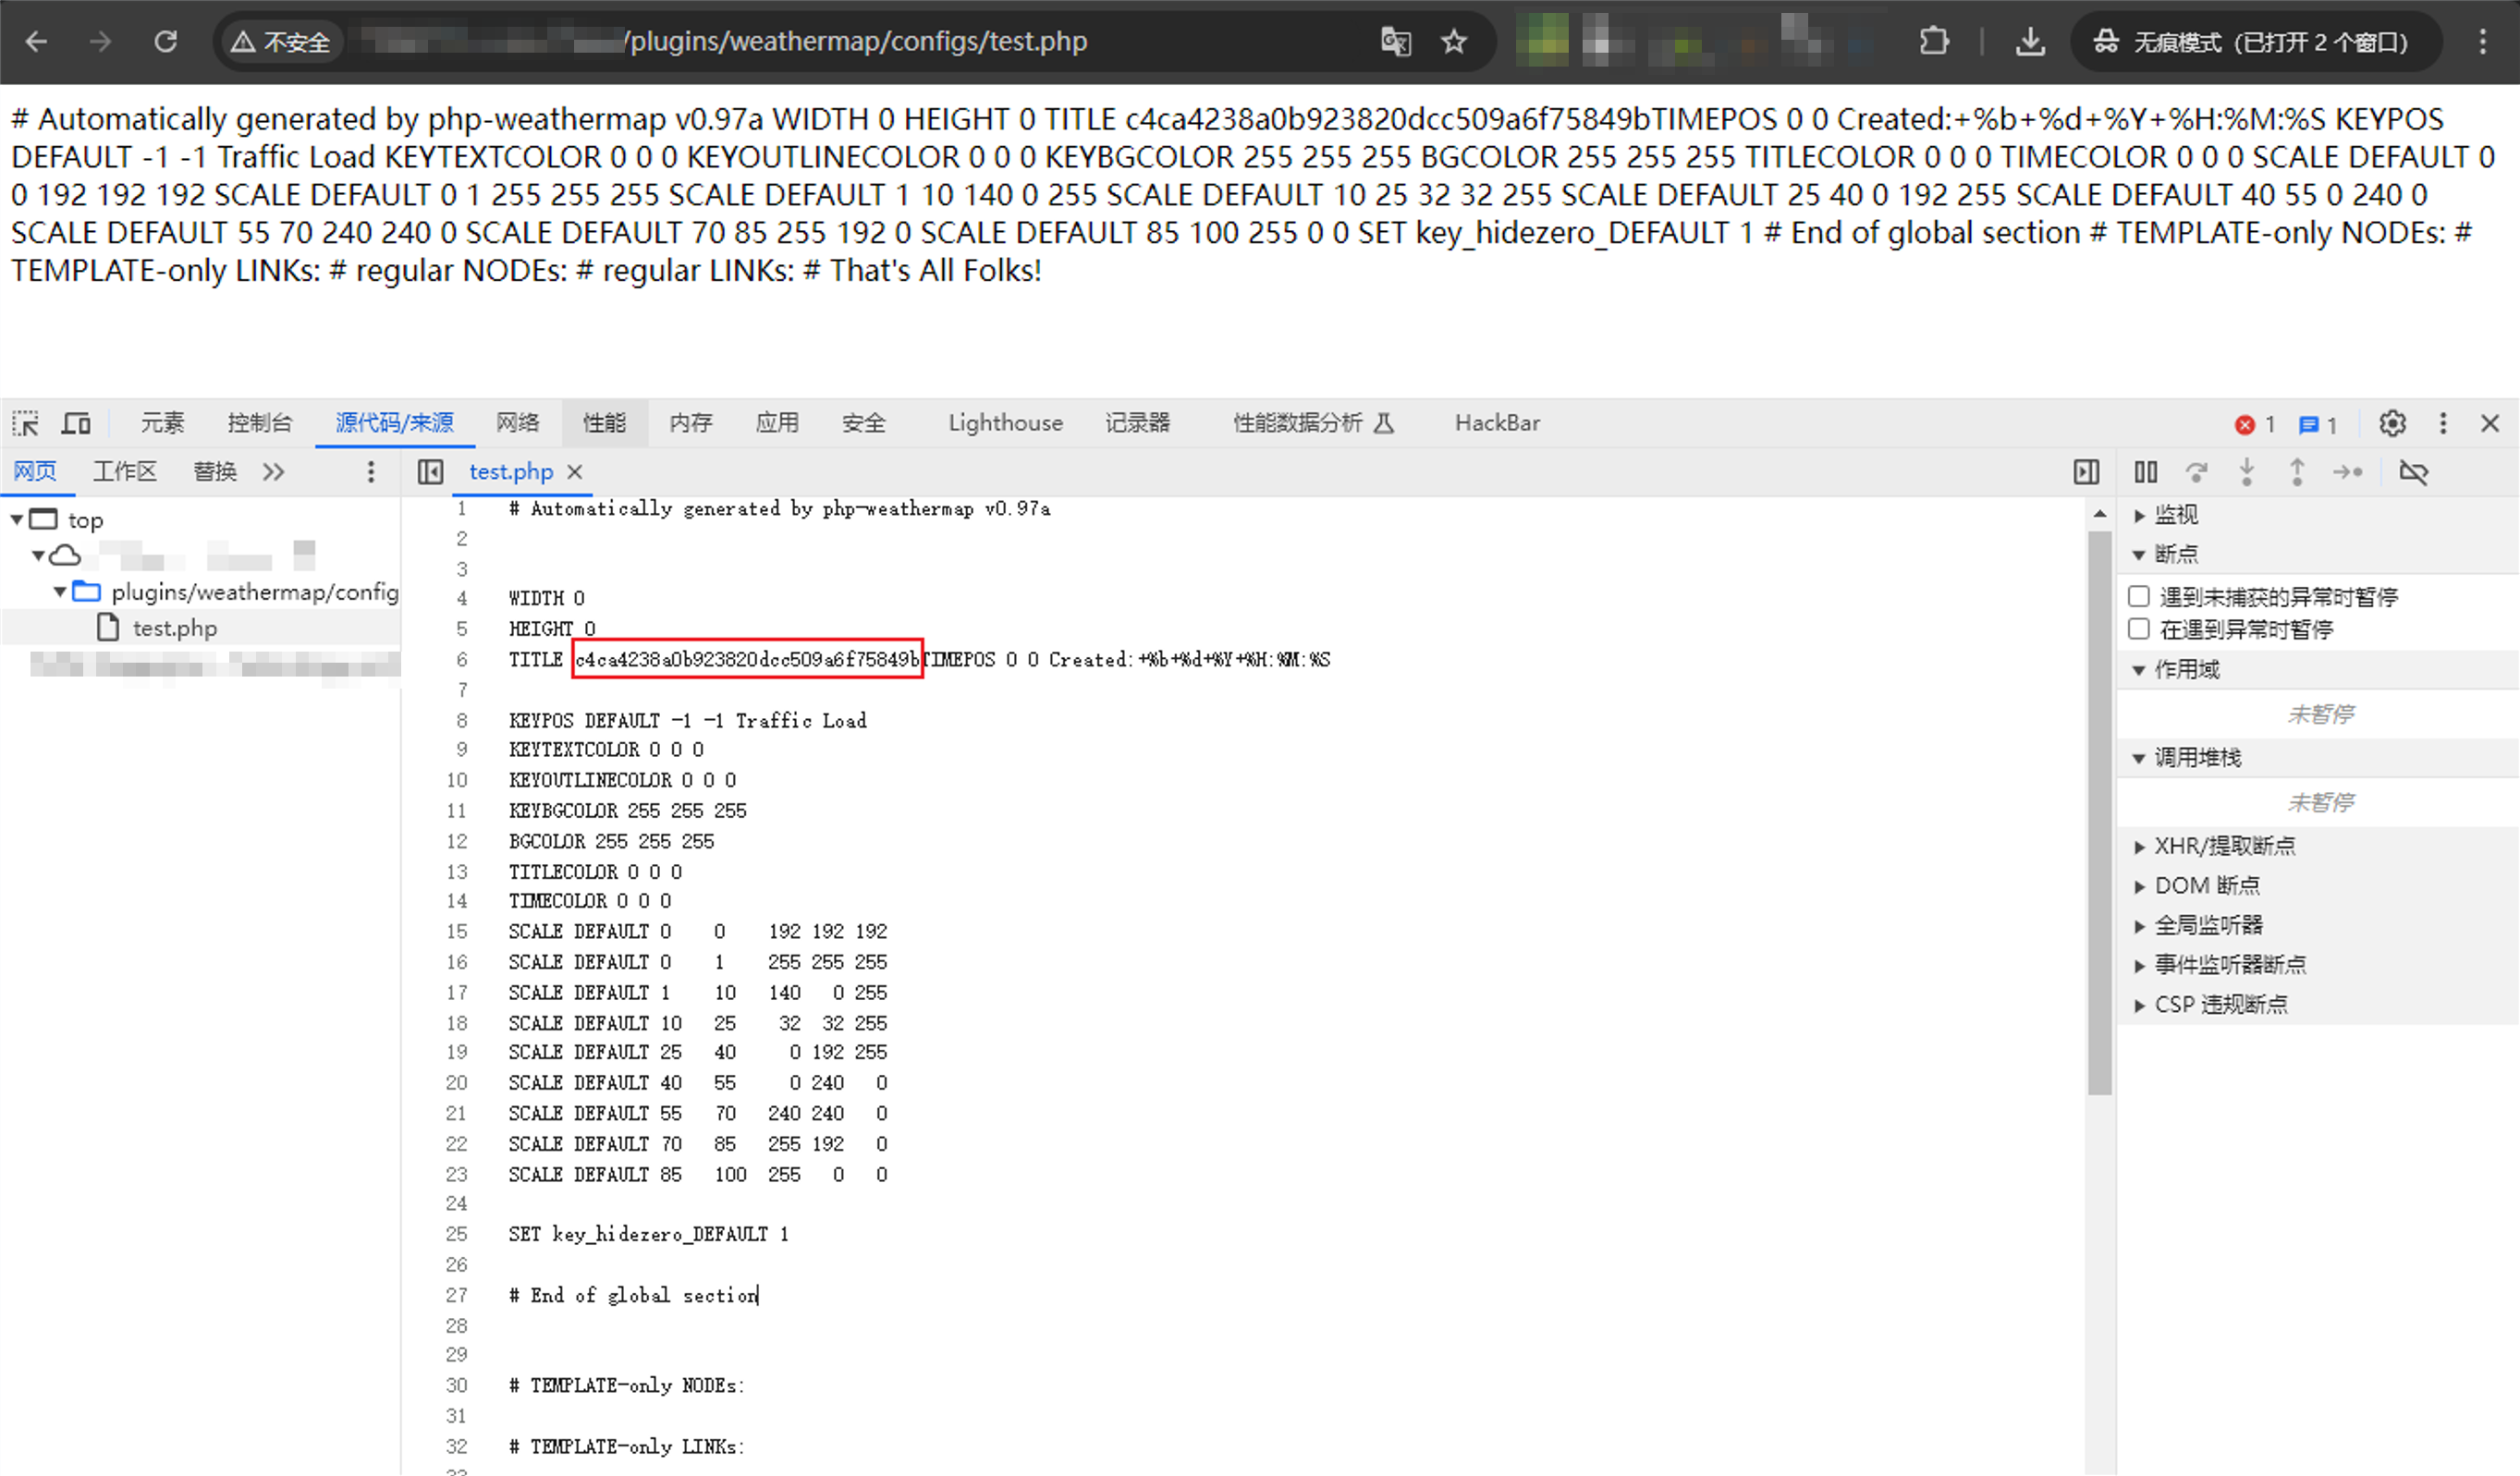 不安全 /plugins/weathermap/configs/test.php 无痕模式 (已打开 2 个窗口)
# Automatically generated by php-weathermap v0.97a WIDTH 0 HEIGHT 0 TITLE c4ca4238a0b923820dcc509a6f75849bTIMEPOS 0 0 Created:+%b+%d+%Y+%H:%M:%S KEYPOS
DEFAULT -1 -1 Traffic Load KEYTEXTCOLOR 0 0 0 KEYOUTLINECOLOR 0 0 0 KEYBGCOLOR 255 255 255 BGCOLOR 255 255 255 TITLECOLOR 0 0 0 TIMECOLOR 0 0 0 SCALE DEFAULT 0
0 192 192 192 SCALE DEFAULT 0 1 255 255 255 SCALE DEFAULT 1 10 140 0 255 SCALE DEFAULT 10 25 32 32 255 SCALE DEFAULT 25 40 0 192 255 SCALE DEFAULT 40 55 0 240 0
SCALE DEFAULT 55 70 240 240 0 SCALE DEFAULT 70 85 255 192 0 SCALE DEFAULT 85 100 255 0 0 SET key_hidezero_DEFAULT 1 # End of global section # TEMPLATE-only NODEs: #
TEMPLATE-only LINKs: # regular NODEs: # regular LINKs: # That's All Folks!
元素 控制台 源代码/来源 网络 性能 内存 应用 安全 Lighthouse 记录器 性能数据分析 HackBar 1 1
网页 工作区 替换 test.php
top
plugins/weathermap/config
test.php
1 # Automatically generated by php-weathermap v0.97a
2
3
4 WIDTH 0
5 HEIGHT 0
6 TITLE c4ca4238a0b923820dcc509a6f75849bTIMEPOS 0 0 Created:+%b+%d+%Y+%H:%M:%S
7
8 KEYPOS DEFAULT -1 -1 Traffic Load
9 KEYTEXTCOLOR 0 0 0
10 KEYOUTLINECOLOR 0 0 0
11 KEYBGCOLOR 255 255 255
12 BGCOLOR 255 255 255
13 TITLECOLOR 0 0 0
14 TIMECOLOR 0 0 0
15 SCALE DEFAULT 0 0 192 192 192
16 SCALE DEFAULT 0 1 255 255 255
17 SCALE DEFAULT 1 10 140 0 255
18 SCALE DEFAULT 10 25 32 32 255
19 SCALE DEFAULT 25 40 0 192 255
20 SCALE DEFAULT 40 55 0 240 0
21 SCALE DEFAULT 55 70 240 240 0
22 SCALE DEFAULT 70 85 255 192 0
23 SCALE DEFAULT 85 100 255 0 0
24
25 SET key_hidezero_DEFAULT 1
26
27 # End of global section
28
29
30 # TEMPLATE-only NODEs:
31
32 # TEMPLATE-only LINKs:
监视
断点
遇到未捕获的异常时暂停
在遇到异常时暂停
作用域
未暂停
调用堆栈
未暂停
XHR/提取断点
DOM 断点
全局监听器
事件监听器断点
CSP 违规断点